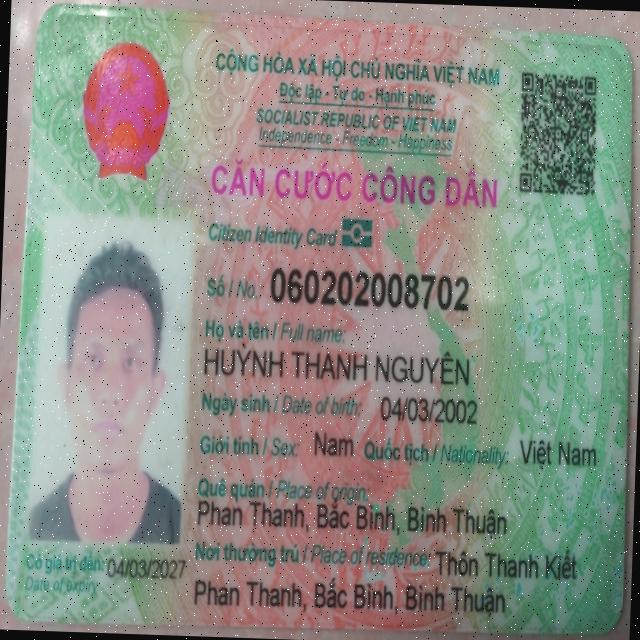 CỘNG HÒA XÃ HỘI CHỦ NGHĨA VIỆT NAM
Độc lập - Tự do - Hạnh phúc
SOCIALIST REPUBLIC OF VIET NAM
Independence - Freedom - Happiness
CĂN CƯỚC CÔNG DÂN
Citizen Identity Card
Số / No.: 060202008702
Họ và tên / Full name:
HUỲNH THANH NGUYÊN
Ngày sinh / Date of birth: 04/03/2002
Giới tính / Sex: Nam Quốc tịch / Nationality: Việt Nam
Quê quán / Place of origin:
Phan Thanh, Bắc Bình, Bình Thuận
Nơi thường trú / Place of residence: Thôn Thanh Kiết
Phan Thanh, Bắc Bình, Bình Thuận
Có giá trị đến: 04/03/2027
Date of expiry